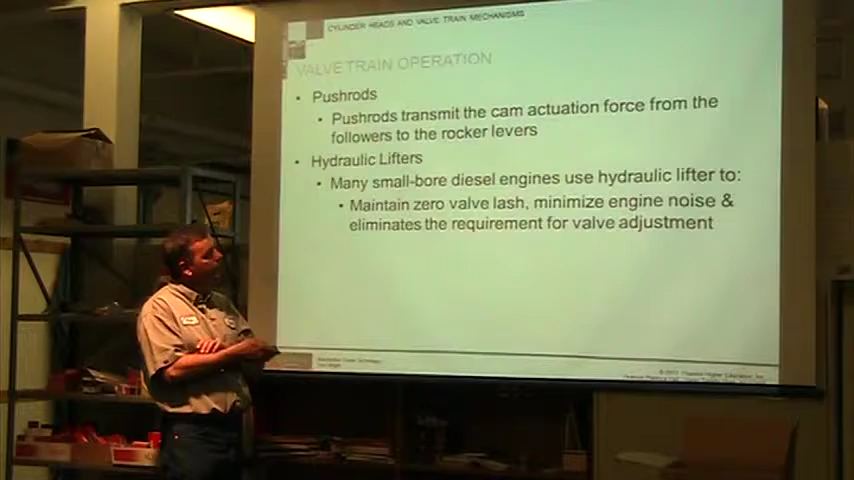 CYLINDER HEADS AND VALVE TRAIN MECHANISMS
VALVE TRAIN OPERATION
• Pushrods
• Pushrods transmit the cam actuation force from the
followers to the rocker levers
• Hydraulic Lifters
• Many small-bore diesel engines use hydraulic lifter to:
• Maintain zero valve lash, minimize engine noise &
eliminates the requirement for valve adjustment